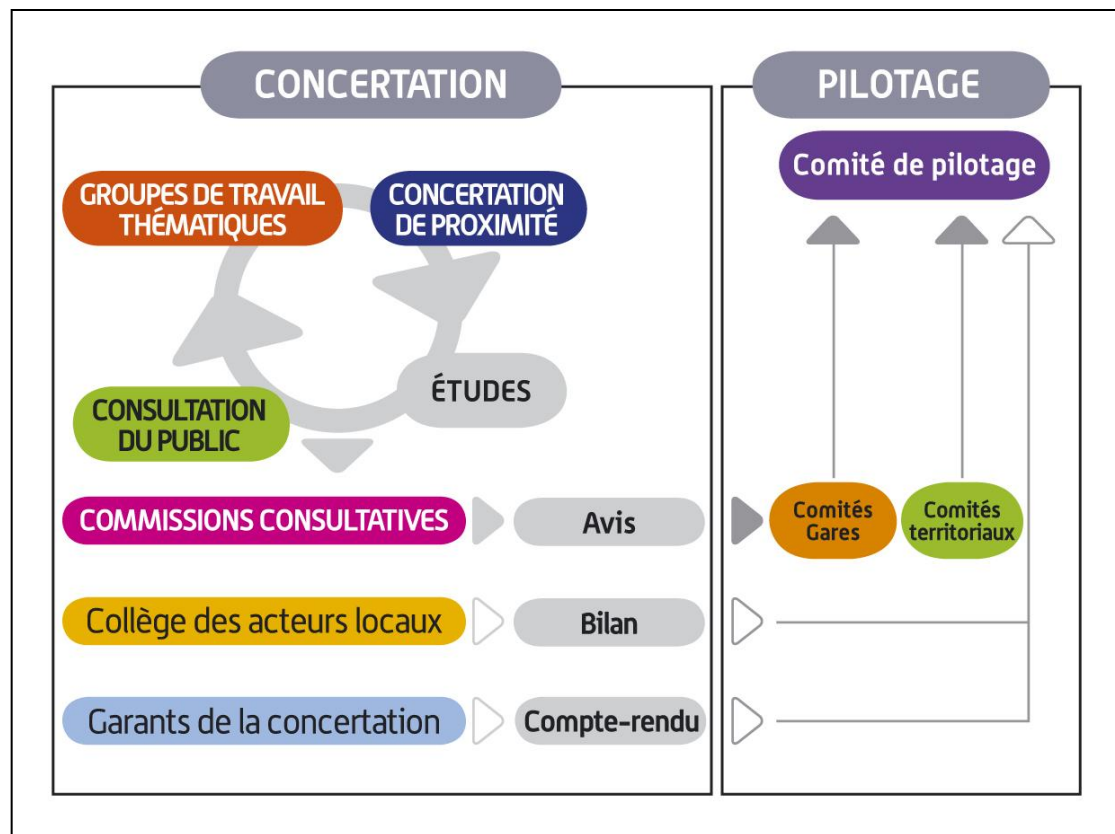 CONCERTATION
PILOTAGE
Comité de pilotage
GROUPES DE TRAVAIL
THÉMATIQUES
CONCERTATION
DE PROXIMITÉ
ÉTUDES
CONSULTATION
DU PUBLIC
COMMISSIONS CONSULTATIVES
Avis
Comités
Gares
Comités
territoriaux
Collège des acteurs locaux
Bilan
Garants de la concertation
Compte-rendu